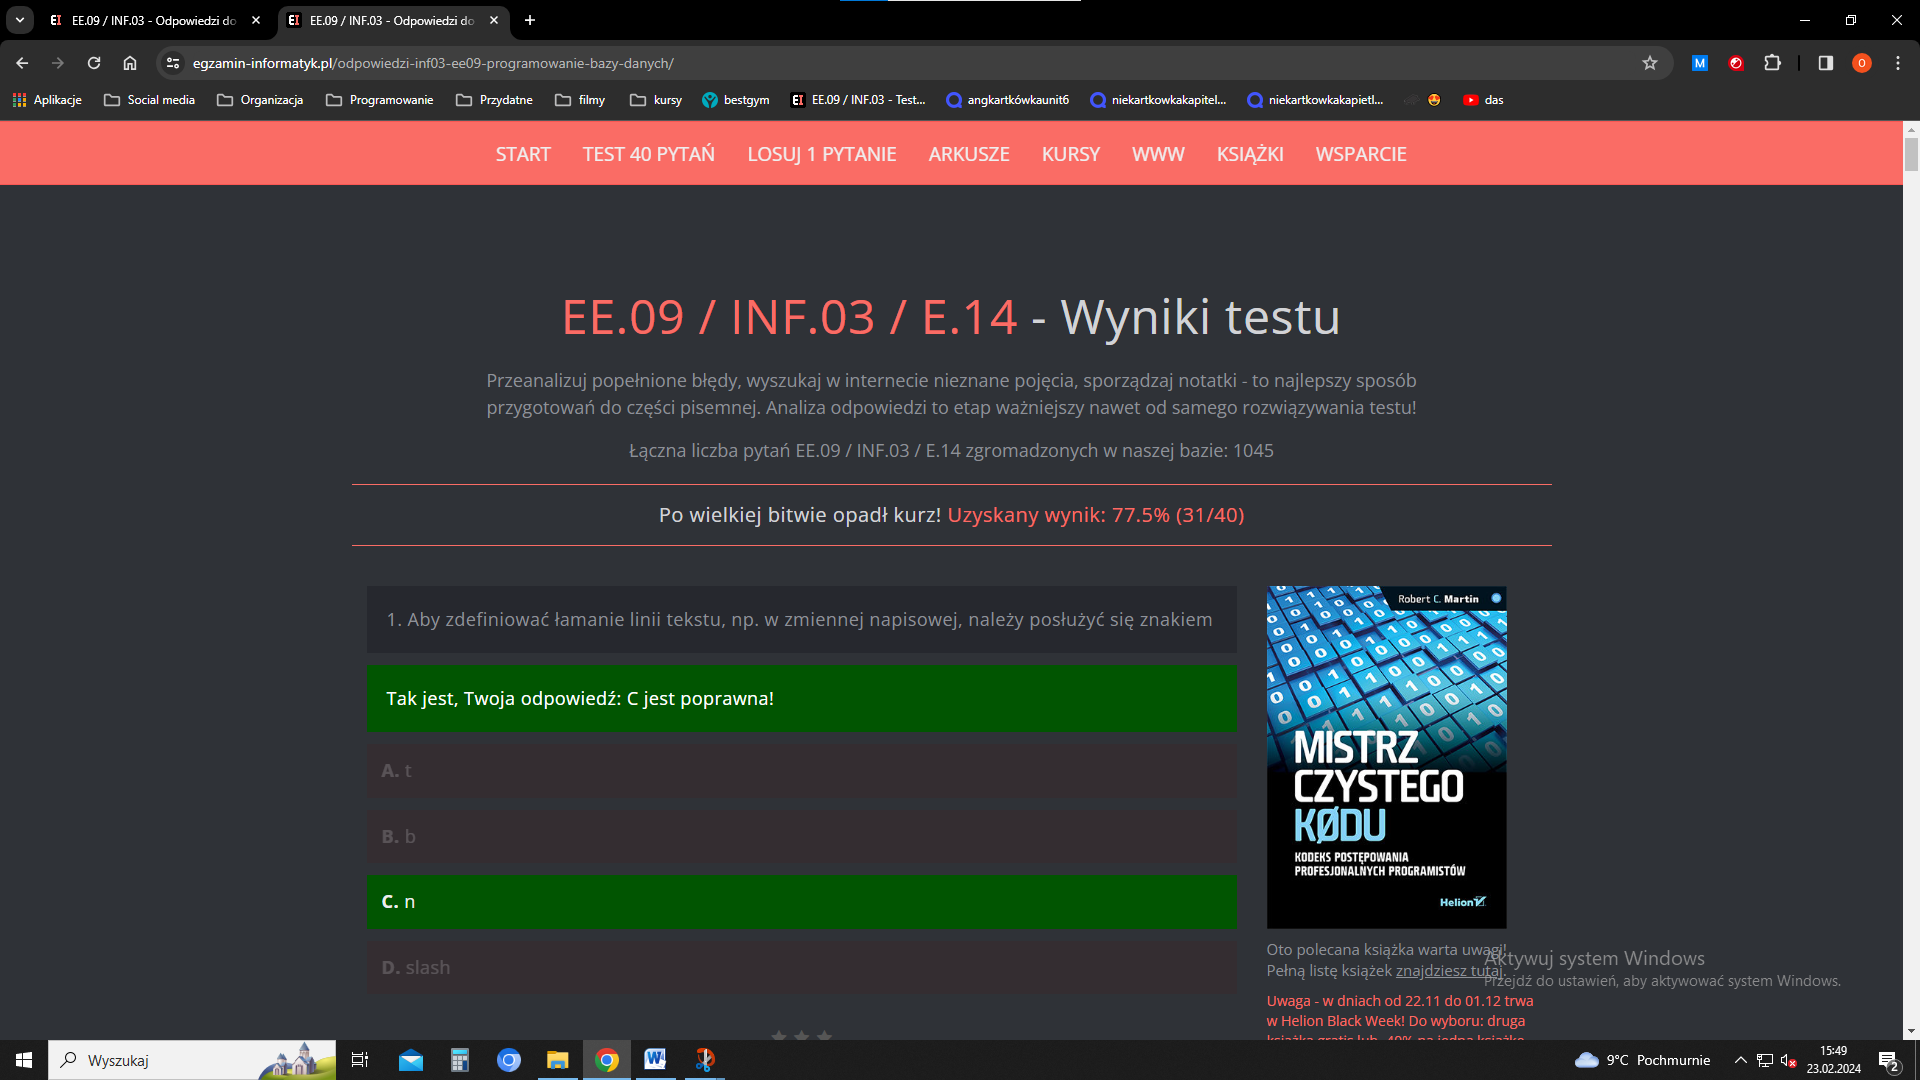 EE.09 / INF.03 - Odpowiedzi do
EE.09 / INF.03 - Odpowiedzi do
egzamin-informatyk.pl/odpowiedzi-inf03-ee09-programowanie-bazy-danych/
Aplikacje Social media Organizacja Programowanie Przydatne filmy kursy bestgym EE.09 / INF.03 - Test... angkartkówkaunit6 niekartkowkakapitel... niekartkowkakapietl... das
START TEST 40 PYTAŃ LOSUJ 1 PYTANIE ARKUSZE KURSY WWW KSIĄŻKI WSPARCIE
EE.09 / INF.03 / E.14 - Wyniki testu
Przeanalizuj popełnione błędy, wyszukaj w internecie nieznane pojęcia, sporządzaj notatki - to najlepszy sposób
przygotowań do części pisemnej. Analiza odpowiedzi to etap ważniejszy nawet od samego rozwiązywania testu!
Łączna liczba pytań EE.09 / INF.03 / E.14 zgromadzonych w naszej bazie: 1045
Po wielkiej bitwie opadł kurz! Uzyskany wynik: 77.5% (31/40)
1. Aby zdefiniować łamanie linii tekstu, np. w zmiennej napisowej, należy posłużyć się znakiem
Tak jest, Twoja odpowiedź: C jest poprawna!
A. t
B. b
C. n
D. slash
Robert C. Martin
MISTRZ
CZYSTEGO
KØDU
KODEKS POSTĘPOWANIA
PROFESJONALNYCH PROGRAMISTÓW
Helion
Oto polecana książka warta uwagi!
Pełną listę książek znajdziesz tutaj.
Uwaga - w dniach od 22.11 do 01.12 trwa
w Helion Black Week! Do wyboru: druga
książka gratis lub -40% na jedną książkę
Aktywuj system Windows
Przejdź do ustawień, aby aktywować system Windows.
Wyszukaj
9°C Pochmurnie
15:49
23.02.2024
2